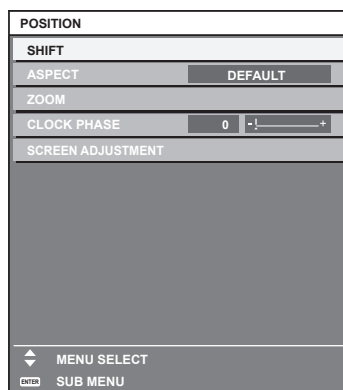 POSITION
SHIFT
ASPECT DEFAULT
ZOOM
CLOCK PHASE 0 - +
SCREEN ADJUSTMENT
MENU SELECT
ENTER SUB MENU